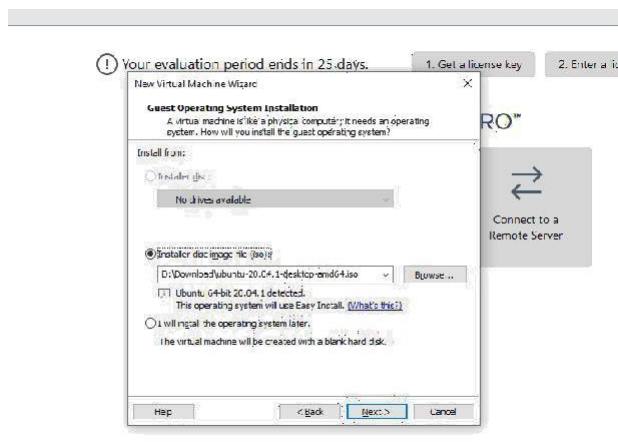 Your evaluation period ends in 25 days.
1. Get a license key
2. Enter a lic
New Virtual Machine Wizard
Guest Operating System Installation
A virtual machine is like a physical computer; it needs an operating
system. How will you install the guest operating system?
RO™
Install from:
Installer disc:
No drives available
Connect to a
Remote Server
Installer disc image file (iso):
D:\Download\ubuntu-20.04.1-desktop-amd64.iso
Browse...
Ubuntu 64-bit 20.04.1 detected.
This operating system will use Easy Install. (What's this?)
I will install the operating system later.
The virtual machine will be created with a blank hard disk.
Help
< Back
Next >
Cancel